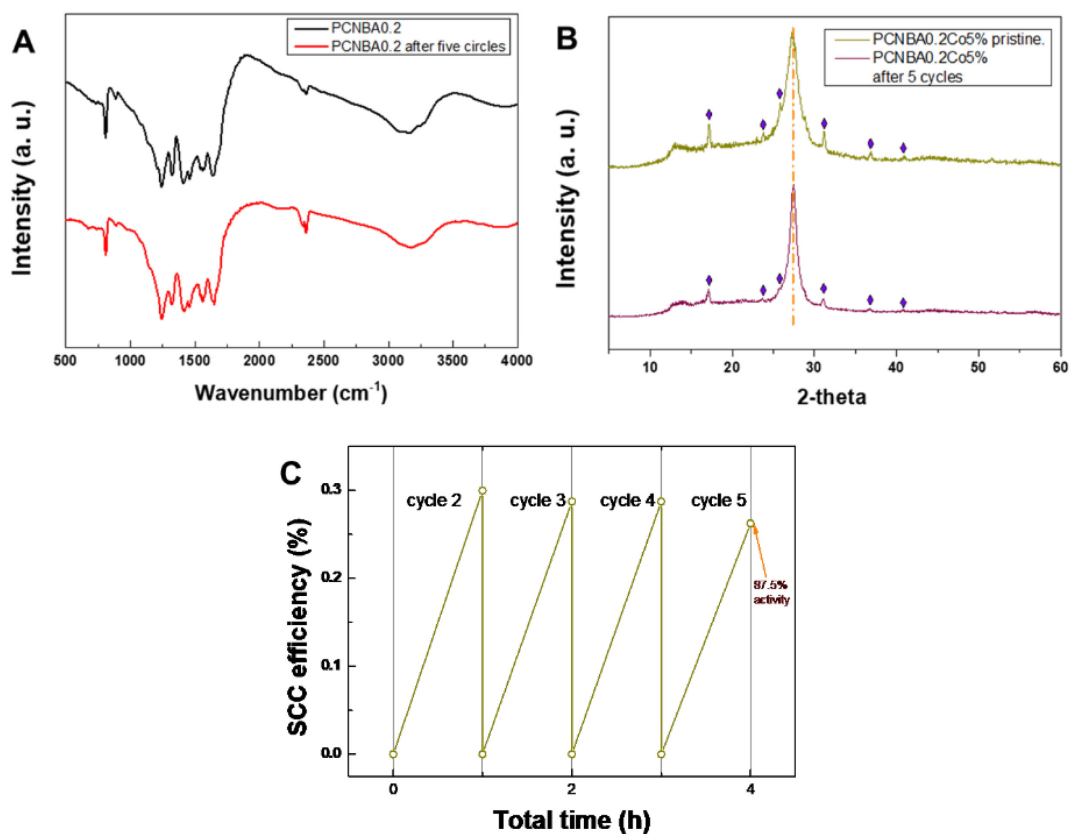 A
PCNBA0.2
PCNBA0.2 after five circles
Intensity (a. u.)
500 1000 1500 2000 2500 3000 3500 4000
Wavenumber (cm⁻¹)
B
PCNBA0.2Co5% pristine.
PCNBA0.2Co5%
after 5 cycles
Intensity (a. u.)
10 20 30 40 50 60
2-theta
C
cycle 2 cycle 3 cycle 4 cycle 5
87.5%
activity
SCC efficiency (%)
0.3
0.2
0.1
0.0
0 2 4
Total time (h)